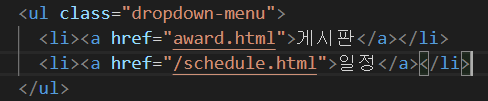 <ul class="dropdown-menu">
<li><a href="award.html">게시판</a></li>
<li><a href="/schedule.html">일정</a></li>
</ul>